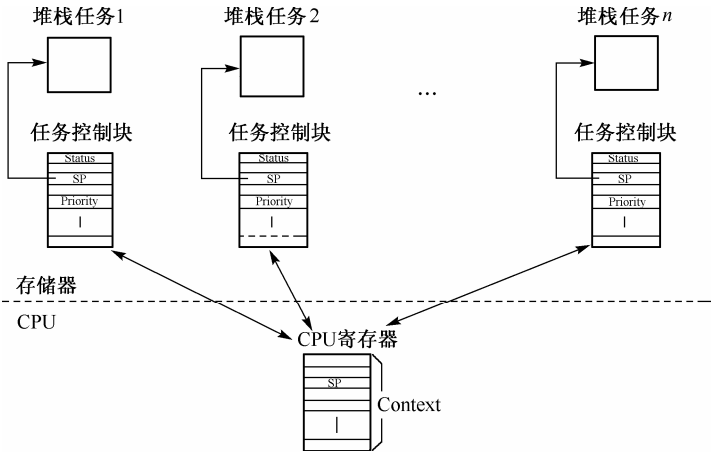 堆栈任务1 堆栈任务2 堆栈任务n
...
任务控制块 任务控制块 任务控制块
Status Status Status
SP SP SP
Priority Priority Priority
存储器
CPU
CPU寄存器
SP
Context